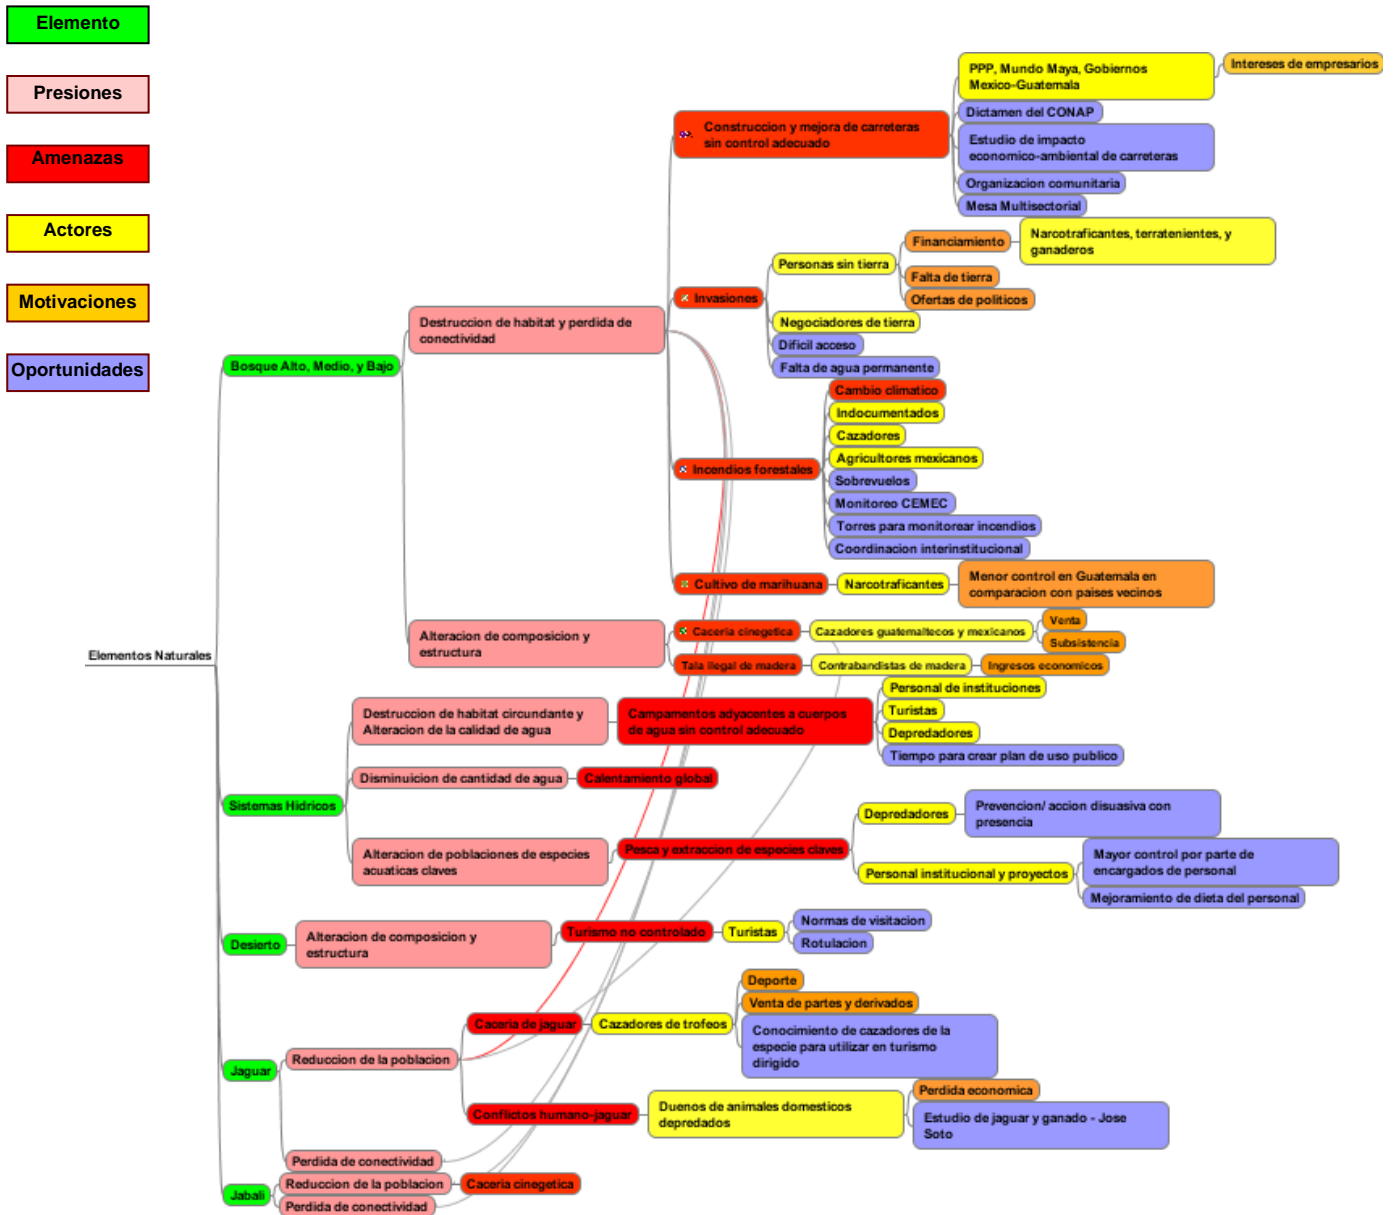 Elemento
Presiones
Amenazas
Actores
Motivaciones
Oportunidades
Elementos Naturales
Bosque Alto, Medio, y Bajo
Destruccion de habitat y perdida de
conectividad
Construccion y mejora de carreteras
sin control adecuado
PPP, Mundo Maya, Gobiernos
Mexico-Guatemala
Intereses de empresarios
Dictamen del CONAP
Estudio de impacto
economico-ambiental de carreteras
Organizacion comunitaria
Mesa Multisectorial
Invasiones
Personas sin tierra
Financiamiento
Narcotraficantes, terratenientes, y
ganaderos
Falta de tierra
Ofertas de politicos
Negociadores de tierra
Dificil acceso
Falta de agua permanente
Incendios forestales
Cambio climatico
Indocumentados
Cazadores
Agricultores mexicanos
Sobrevuelos
Monitoreo CEMEC
Torres para monitorear incendios
Coordinacion interinstitucional
Cultivo de marihuana
Narcotraficantes
Menor control en Guatemala en
comparacion con paises vecinos
Alteracion de composicion y
estructura
Caceria cinegetica
Cazadores guatemaltecos y mexicanos
Venta
Subsistencia
Tala ilegal de madera
Contrabandistas de madera
Ingresos economicos
Sistemas Hidricos
Destruccion de habitat circundante y
Alteracion de la calidad de agua
Campamentos adyacentes a cuerpos
de agua sin control adecuado
Personal de instituciones
Turistas
Depredadores
Tiempo para crear plan de uso publico
Disminuicion de cantidad de agua
Calentamiento global
Alteracion de poblaciones de especies
acuaticas claves
Pesca y extraccion de especies claves
Depredadores
Prevencion/ accion disuasiva con
presencia
Personal institucional y proyectos
Mayor control por parte de
encargados de personal
Mejoramiento de dieta del personal
Desierto
Alteracion de composicion y
estructura
Turismo no controlado
Turistas
Normas de visitacion
Rotulacion
Jaguar
Reduccion de la poblacion
Caceria de jaguar
Cazadores de trofeos
Deporte
Venta de partes y derivados
Conocimiento de cazadores de la
especie para utilizar en turismo
dirigido
Conflictos humano-jaguar
Duenos de animales domesticos
depredados
Perdida economica
Estudio de jaguar y ganado - Jose
Soto
Perdida de conectividad
Jabali
Reduccion de la poblacion
Caceria cinegetica
Perdida de conectividad